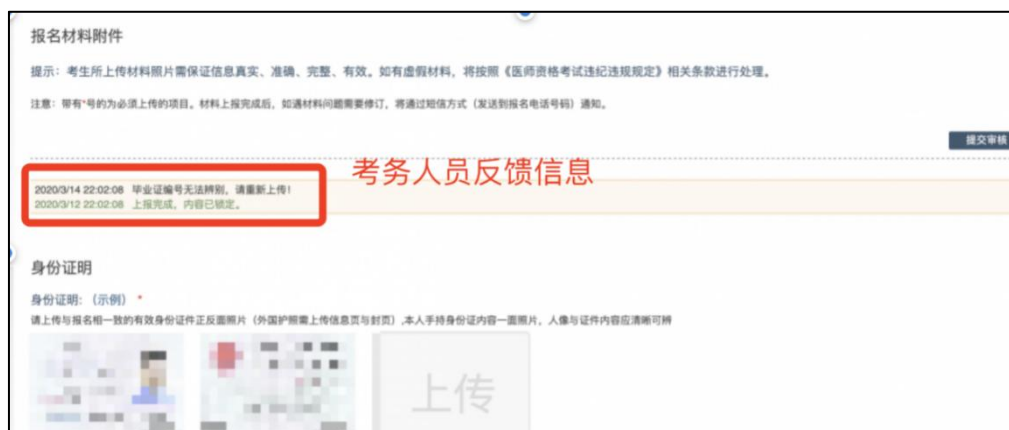 报名材料附件
提示：考生所上传材料照片需保证信息真实、准确、完整、有效。如有虚假材料，将按照《医师资格考试违纪违规规定》相关条款进行处理。
注意：带有*号的为必须上传的项目。材料上报完成后，如遇材料问题需要修订，将通过短信方式（发送到报名电话号码）通知。
提交审核
考务人员反馈信息
2020/3/14 22:02:08 毕业证编号无法辨别，请重新上传！
2020/3/12 22:02:08 上报完成，内容已锁定。
身份证明
身份证明：（示例） *
请上传与报名相一致的有效身份证件正反面照片（外国护照需上传信息页与封页）,本人手持身份证内容一面照片，人像与证件内容应清晰可辨
上传